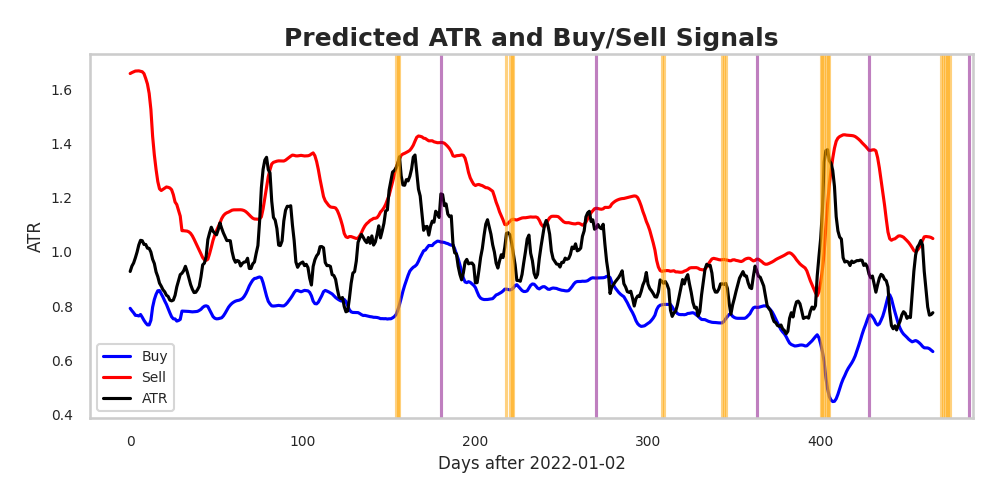 Predicted ATR and Buy/Sell Signals
1.6
1.4
1.2
1.0
0.8
0.6
0.4
ATR
Buy
Sell
ATR
0 100 200 300 400
Days after 2022-01-02